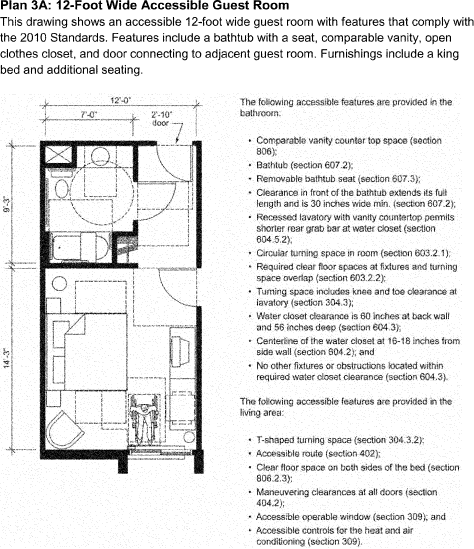 Plan 3A: 12-Foot Wide Accessible Guest Room
This drawing shows an accessible 12-foot wide guest room with features that comply with
the 2010 Standards. Features include a bathtub with a seat, comparable vanity, open
clothes closet, and door connecting to adjacent guest room. Furnishings include a king
bed and additional seating.
12'-0"
7'-0"
2'-10"
door
9'-3"
14'-3"
The following accessible features are provided in the
bathroom:
• Comparable vanity counter top space (section
806);
• Bathtub (section 607.2);
• Removable bathtub seat (section 607.3);
• Clearance in front of the bathtub extends its full
length and is 30 inches wide min. (section 607.2);
• Recessed lavatory with vanity countertop permits
shorter rear grab bar at water closet (section
604.5.2);
• Circular turning space in room (section 603.2.1);
• Required clear floor spaces at fixtures and turning
space overlap (section 603.2.2);
• Turning space includes knee and toe clearance at
lavatory (section 304.3);
• Water closet clearance is 60 inches at back wall
and 56 inches deep (section 604.3);
• Centerline of the water closet at 16-18 inches from
side wall (section 604.2); and
• No other fixtures or obstructions located within
required water closet clearance (section 604.3).
The following accessible features are provided in the
living area:
• T-shaped turning space (section 304.3.2);
• Accessible route (section 402);
• Clear floor space on both sides of the bed (section
806.2.3);
• Maneuvering clearances at all doors (section
404.2);
• Accessible operable window (section 309); and
• Accessible controls for the heat and air
conditioning (section 309).